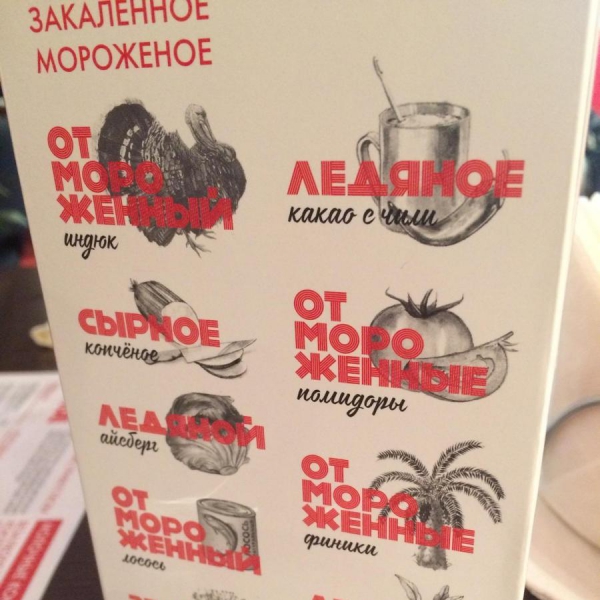 ЗАКАЛЕННОЕ
МОРОЖЕНОЕ
ОТ
МОРО
ЖЕННЫЙ
индюк
СЫРНОЕ
копчёное
ЛЕДЯНОЙ
айсберг
ОТ
МОРО
ЖЕННЫЙ
лосось
лосось
ЛЕДЯНОЕ
какао с чили
ОТ
МОРО
ЖЕННЫЕ
помидоры
ОТ
МОРО
ЖЕННЫЕ
финики